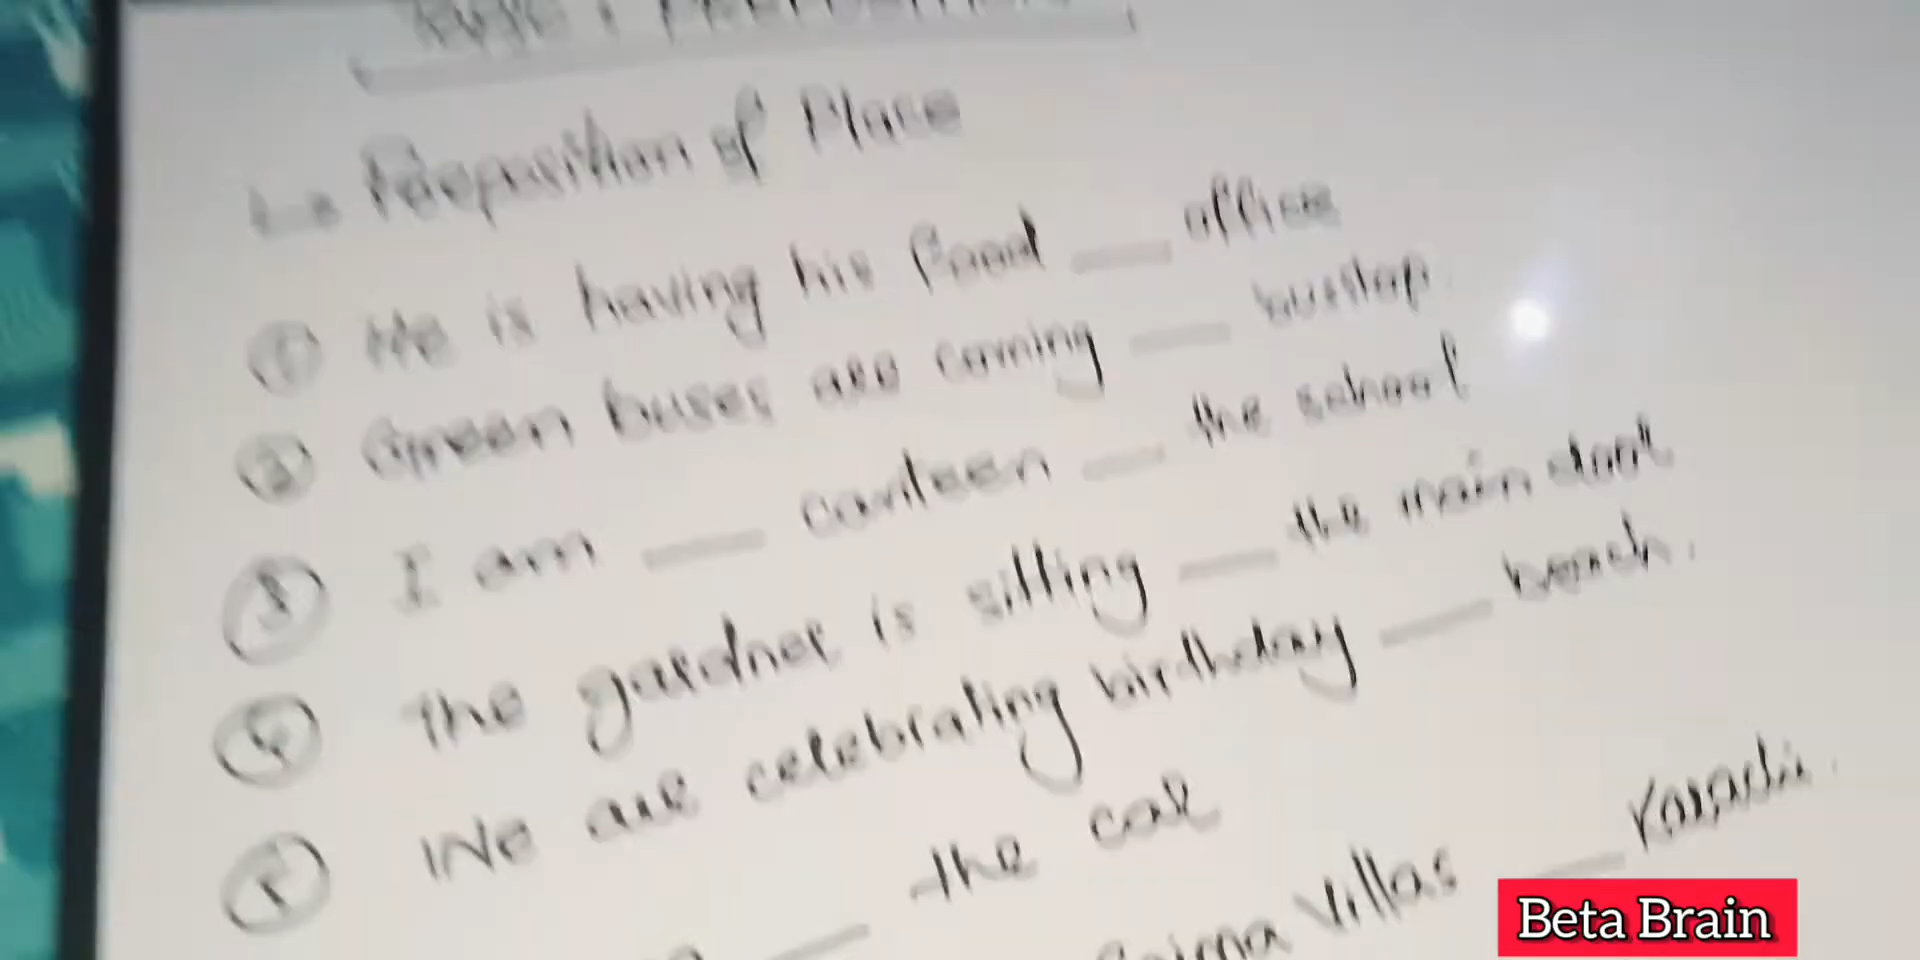 Preposition of Place
① He is having his food ___ office
② Green buses are coming ___ busstop.
③ I am ___ canteen ___ the school
④ The gardner is sitting ___ the main door
⑤ We are celebrating birthday ___ beach.
___ the car
Saima Villas ___ Karachi.
Beta Brain